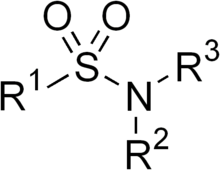 O O
R¹ S N R³
R²